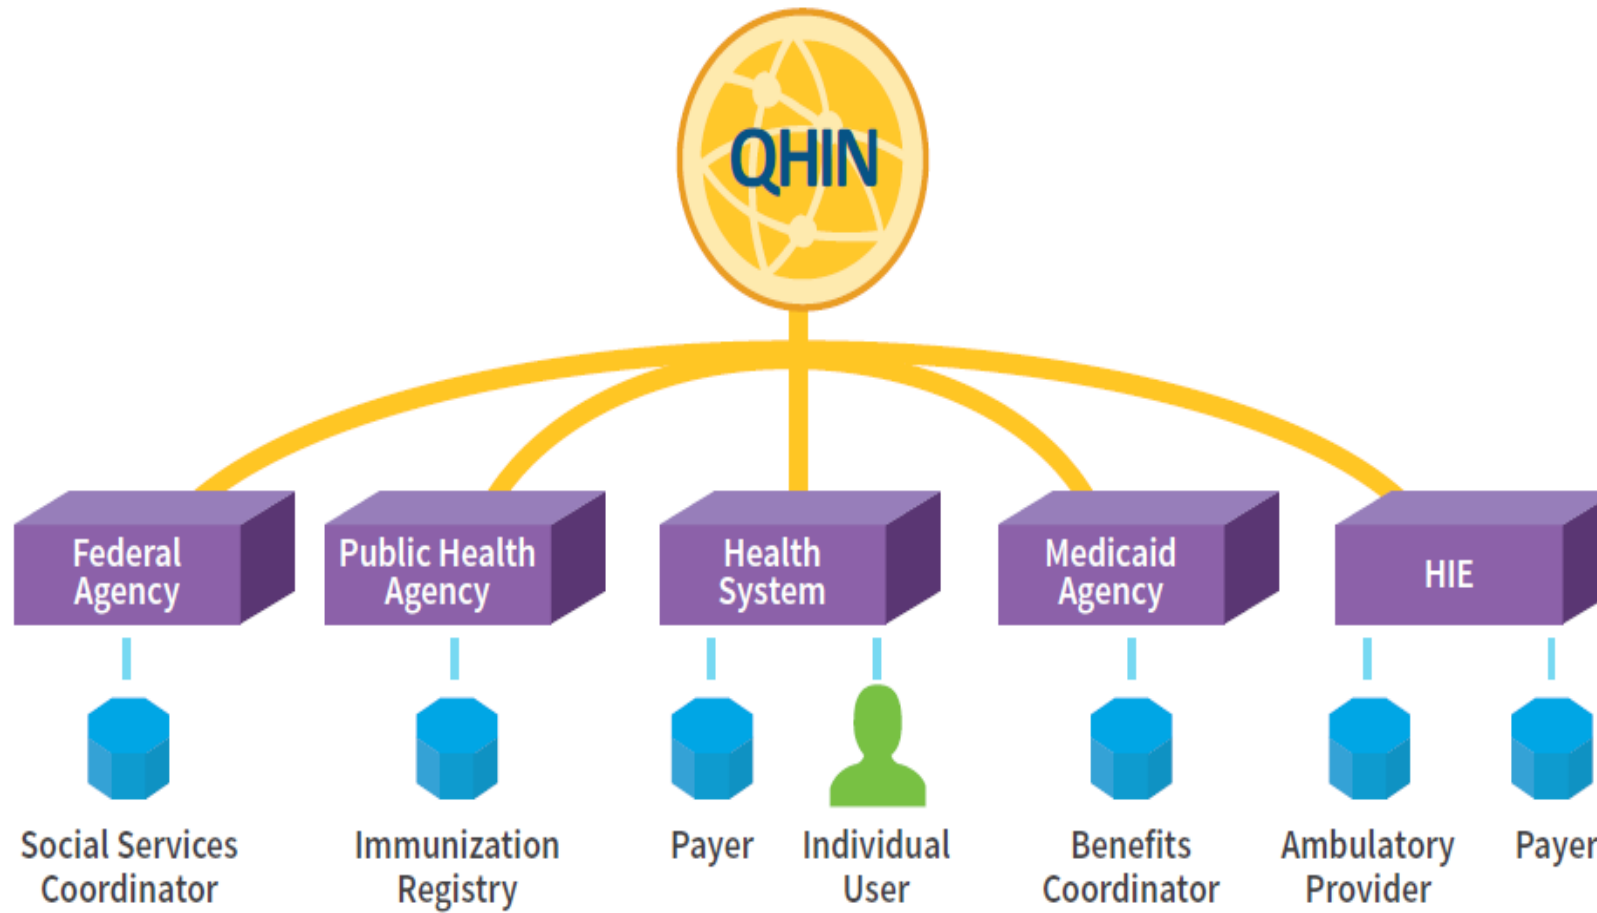 QHIN
Federal
Agency
Public Health
Agency
Health
System
Medicaid
Agency
HIE
Social Services
Coordinator
Immunization
Registry
Payer
Individual
User
Benefits
Coordinator
Ambulatory
Provider
Payer